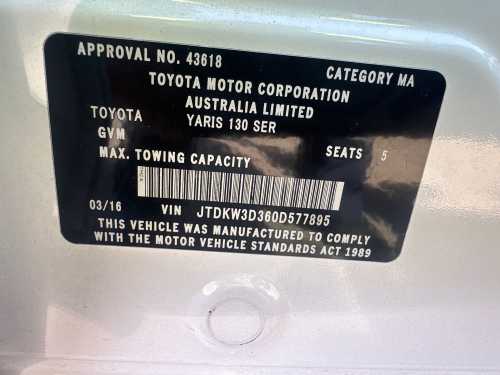 APPROVAL NO. 43618 CATEGORY MA
TOYOTA MOTOR CORPORATION
AUSTRALIA LIMITED
TOYOTA YARIS 130 SER
GVM
MAX. TOWING CAPACITY SEATS 5
03/16 VIN JTDKW3D360D577895
THIS VEHICLE WAS MANUFACTURED TO COMPLY
WITH THE MOTOR VEHICLE STANDARDS ACT 1989